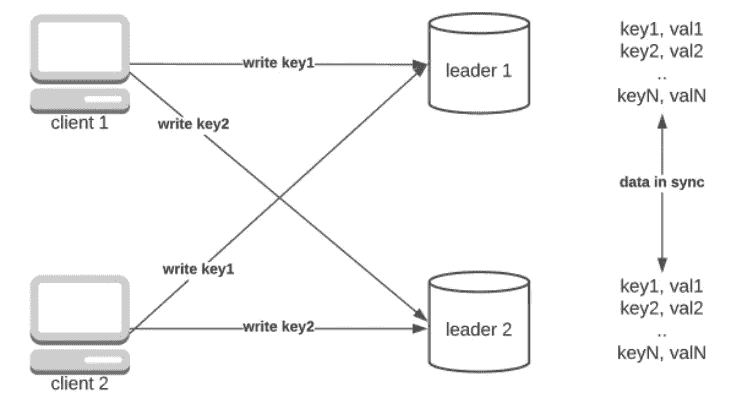 key1, val1
key2, val2
..
keyN, valN
write key1
leader 1
client 1
write key2
data in sync
write key1
key1, val1
key2, val2
..
keyN, valN
write key2
leader 2
client 2